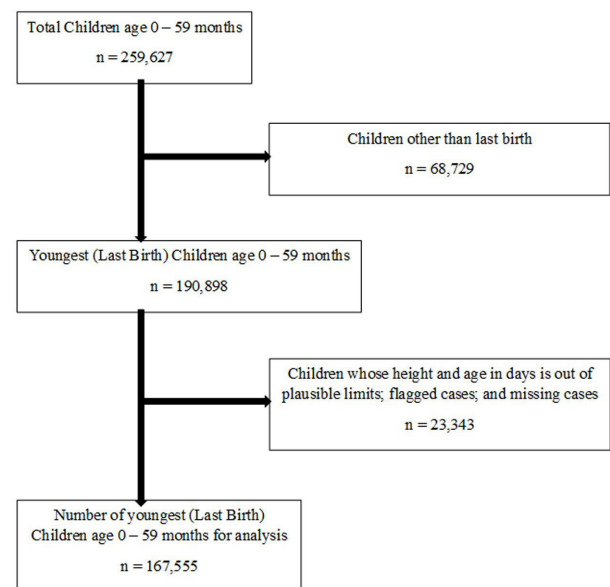 Total Children age 0 – 59 months
n = 259,627
Children other than last birth
n = 68,729
Youngest (Last Birth) Children age 0 – 59 months
n = 190,898
Children whose height and age in days is out of
plausible limits; flagged cases; and missing cases
n = 23,343
Number of youngest (Last Birth)
Children age 0 – 59 months for analysis
n = 167,555